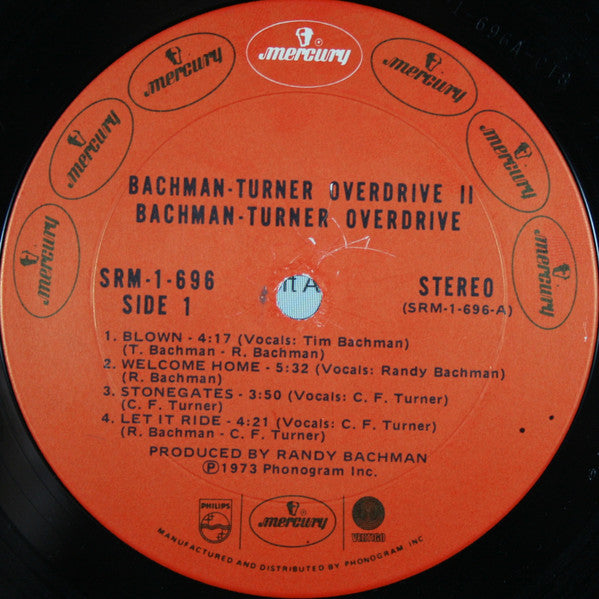 mercury
mercury
mercury
mercury
mercury
mercury
mercury
BACHMAN-TURNER OVERDRIVE II
BACHMAN-TURNER OVERDRIVE
SRM-1-696
SIDE 1
STEREO
(SRM-1-696-A)
1. BLOWN - 4:17 (Vocals: Tim Bachman)
(T. Bachman - R. Bachman)
2. WELCOME HOME - 5:32 (Vocals: Randy Bachman)
(R. Bachman)
3. STONEGATES - 3:50 (Vocals: C. F. Turner)
(C. F. Turner)
4. LET IT RIDE - 4:21 (Vocals: C. F. Turner)
(R. Bachman - C. F. Turner)
PRODUCED BY RANDY BACHMAN
Ⓟ1973 Phonogram Inc.
PHILIPS
mercury
VERTIGO
MANUFACTURED AND DISTRIBUTED BY PHONOGRAM INC